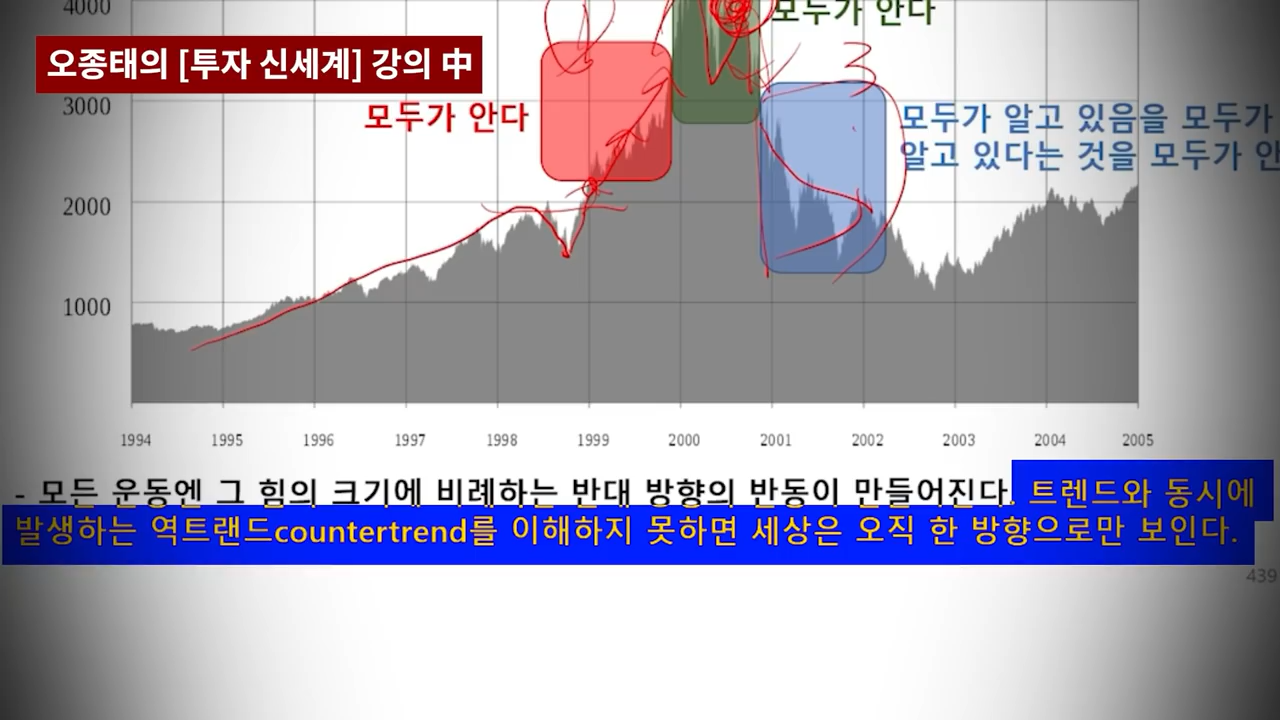 4000
모두가 안다
오종태의 [투자 신세계] 강의 中
3000
모두가 안다
모두가 알고 있음을 모두가
알고 있다는 것을 모두가 안
2000
1000
1994 1995 1996 1997 1998 1999 2000 2001 2002 2003 2004 2005
- 모든 운동엔 그 힘의 크기에 비례하는 반대 방향의 반동이 만들어진다. 트렌드와 동시에
발생하는 역트랜드countertrend를 이해하지 못하면 세상은 오직 한 방향으로만 보인다.
439